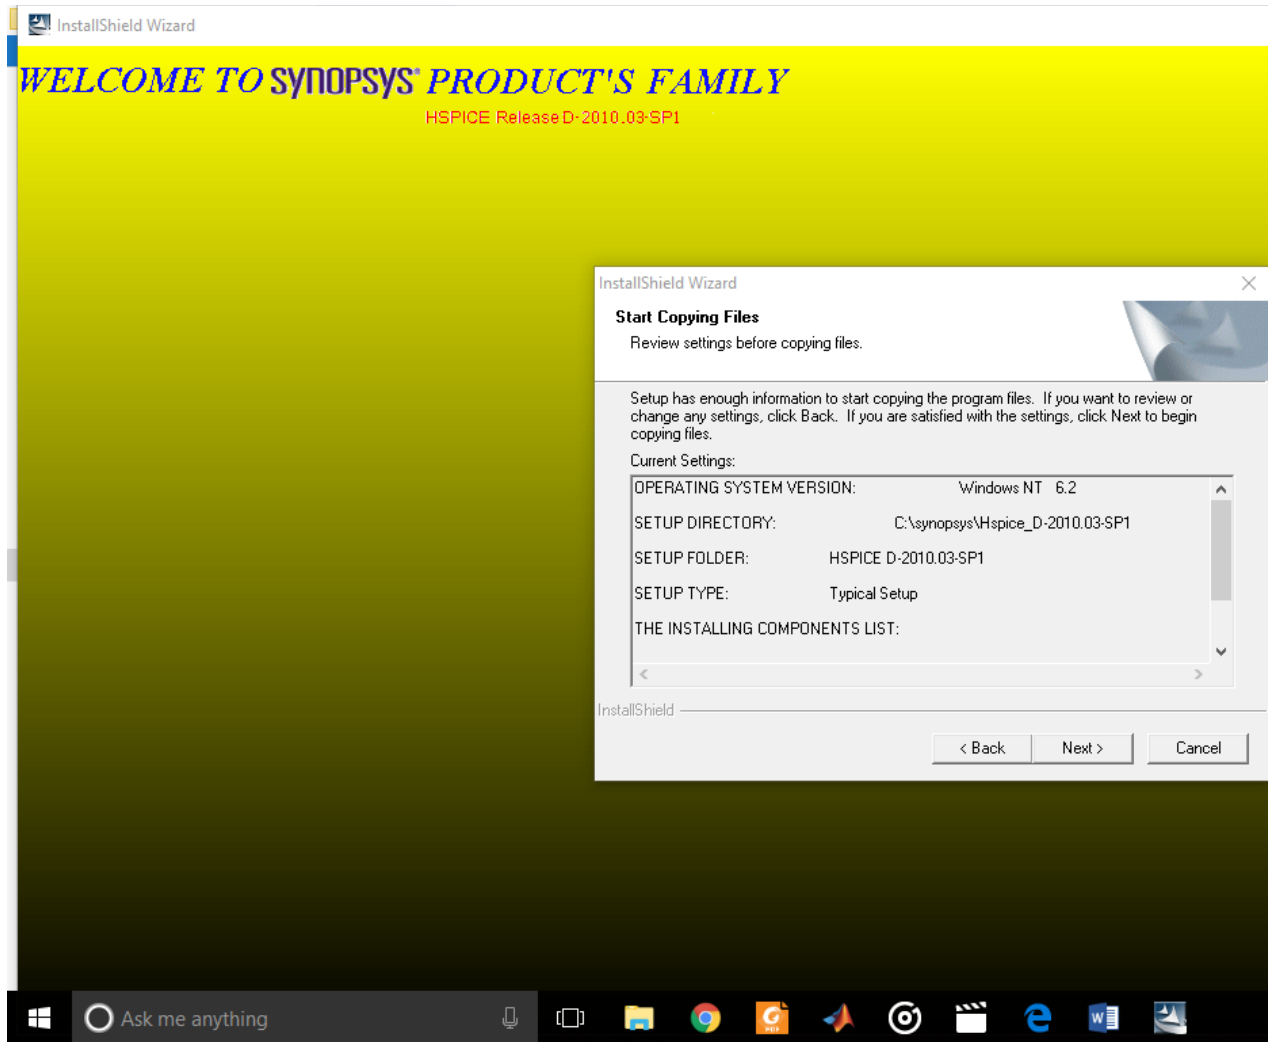 InstallShield Wizard
WELCOME TO SYNOPSYS® PRODUCT'S FAMILY
HSPICE Release D-2010.03-SP1
InstallShield Wizard
Start Copying Files
Review settings before copying files.
Setup has enough information to start copying the program files. If you want to review or
change any settings, click Back. If you are satisfied with the settings, click Next to begin
copying files.
Current Settings:
OPERATING SYSTEM VERSION: Windows NT 6.2
SETUP DIRECTORY: C:\synopsys\Hspice_D-2010.03-SP1
SETUP FOLDER: HSPICE D-2010.03-SP1
SETUP TYPE: Typical Setup
THE INSTALLING COMPONENTS LIST:
InstallShield
< Back Next > Cancel
Ask me anything